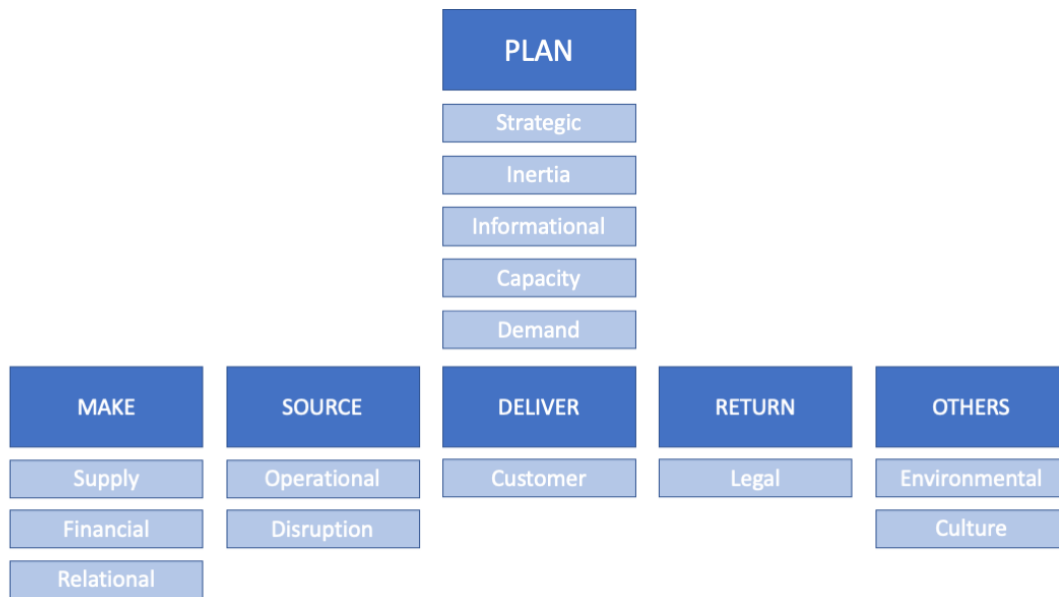 PLAN
Strategic
Inertia
Informational
Capacity
Demand
MAKE
Supply
Financial
Relational
SOURCE
Operational
Disruption
DELIVER
Customer
RETURN
Legal
OTHERS
Environmental
Culture